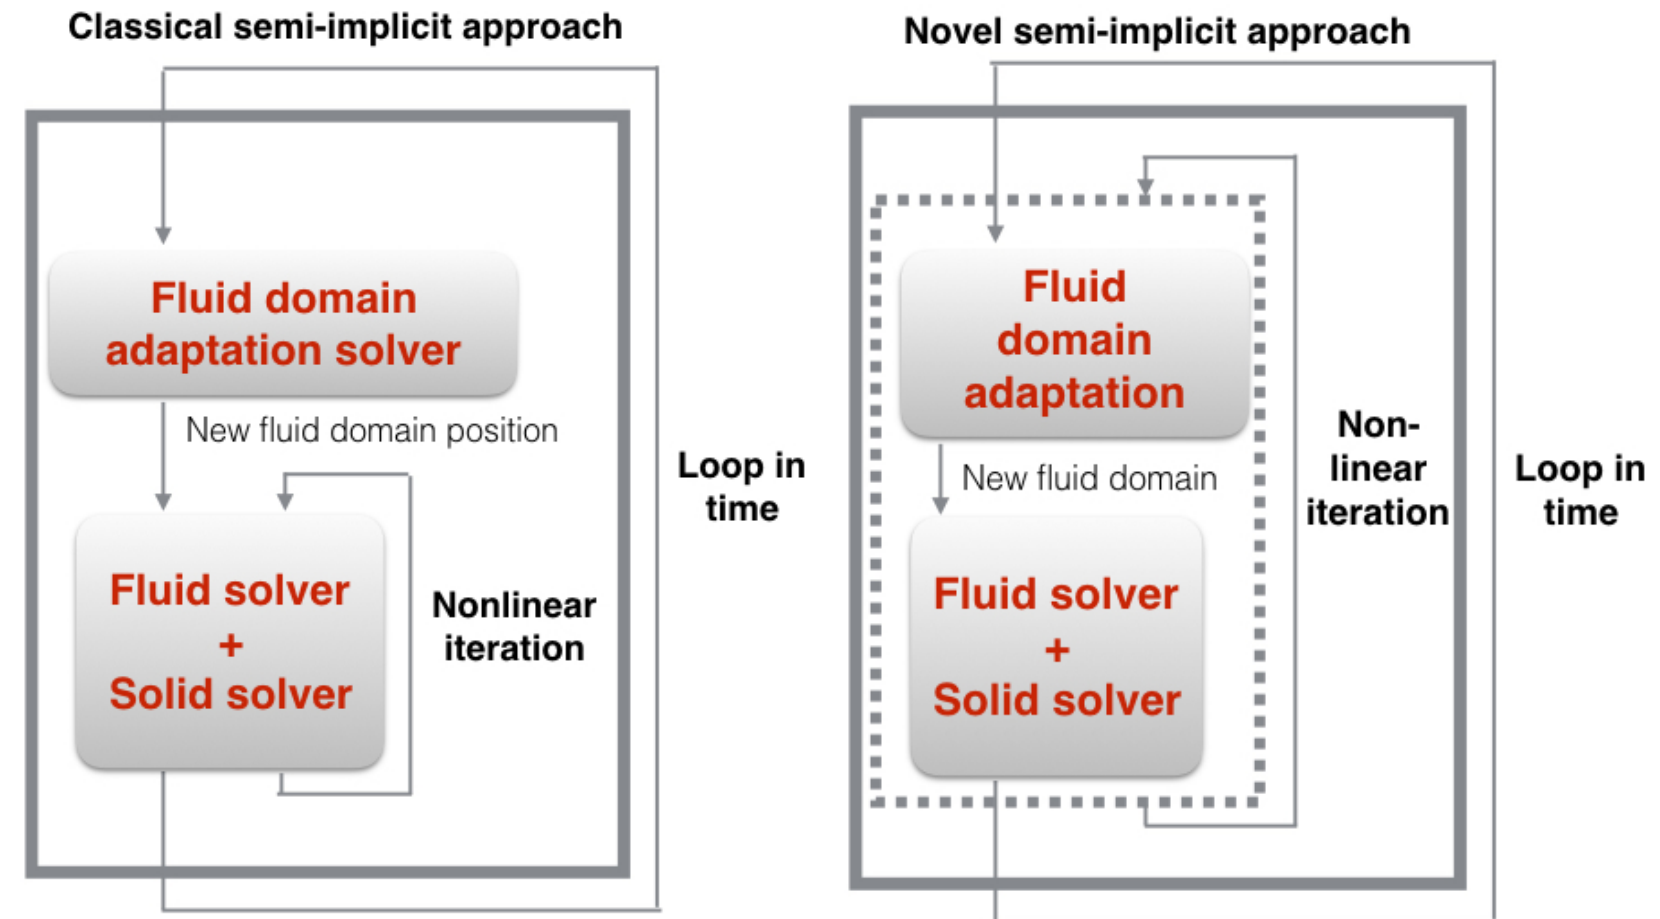 Classical semi-implicit approach
Fluid domain
adaptation solver
New fluid domain position
Fluid solver
+
Solid solver
Nonlinear
iteration
Loop in
time
Novel semi-implicit approach
Fluid
domain
adaptation
New fluid domain
Fluid solver
+
Solid solver
Non-
linear
iteration
Loop in
time